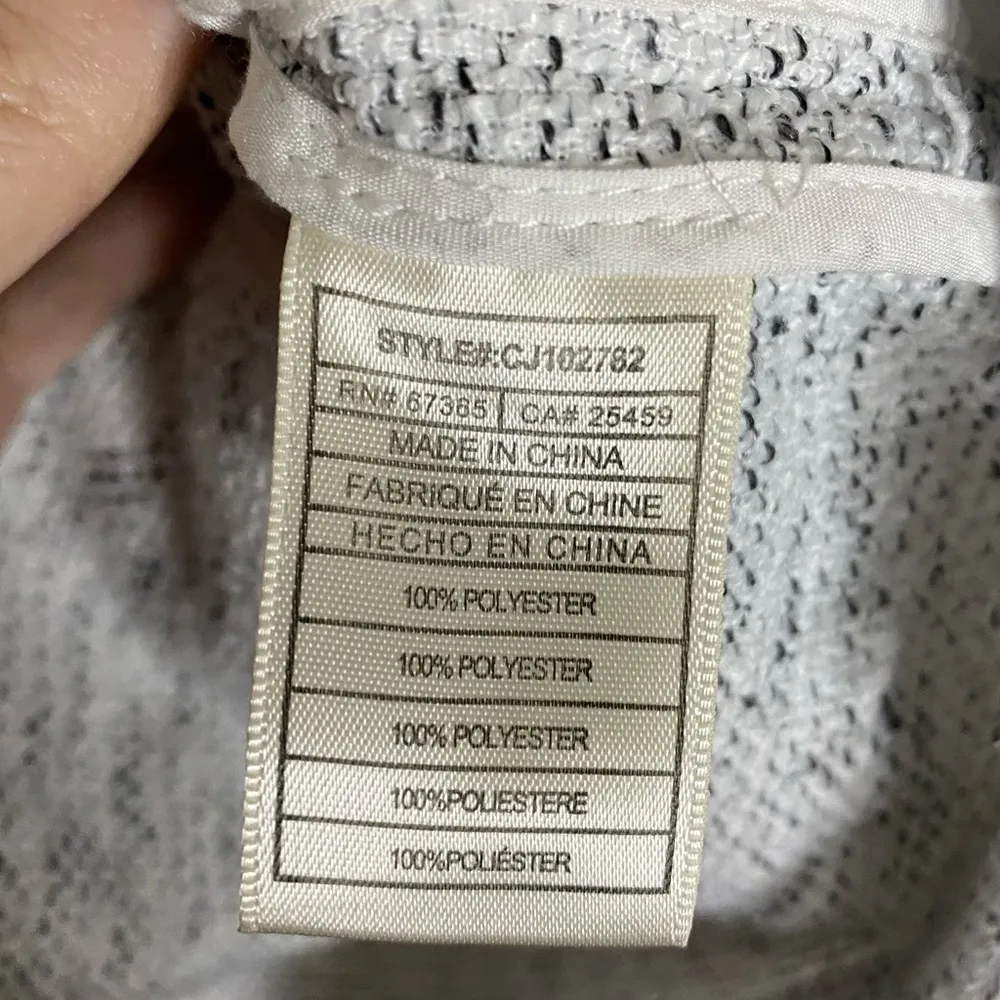 STYLE#:CJ102762
RN# 67365 CA# 25459
MADE IN CHINA
FABRIQUÉ EN CHINE
HECHO EN CHINA
100% POLYESTER
100% POLYESTER
100% POLYESTER
100%POLIESTERE
100%POLIÉSTER